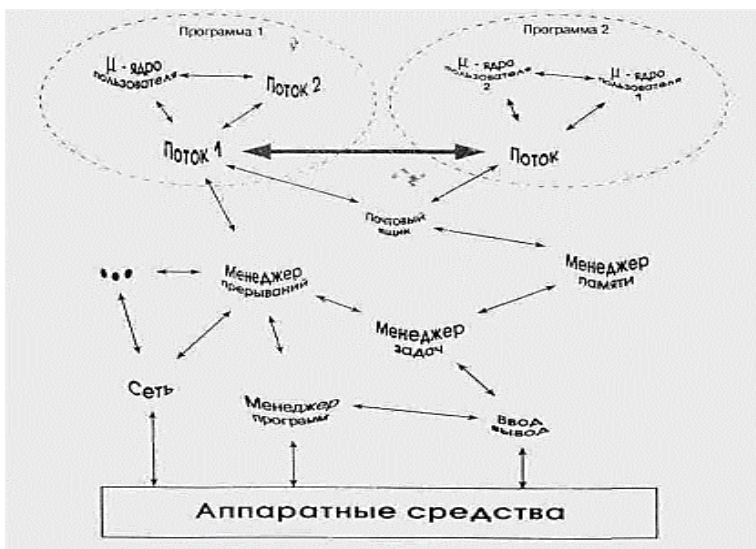 Программа 1
Программа 2
μ - ядро
пользователя
Поток 2
μ - ядро
пользователя
2
μ - ядро
пользователя
1
Поток 1
Поток
Почтовый
ящик
Менеджер
прерываний
Менеджер
памяти
Менеджер
задач
Сеть
Менеджер
программ
Ввод
вывод
Аппаратные средства